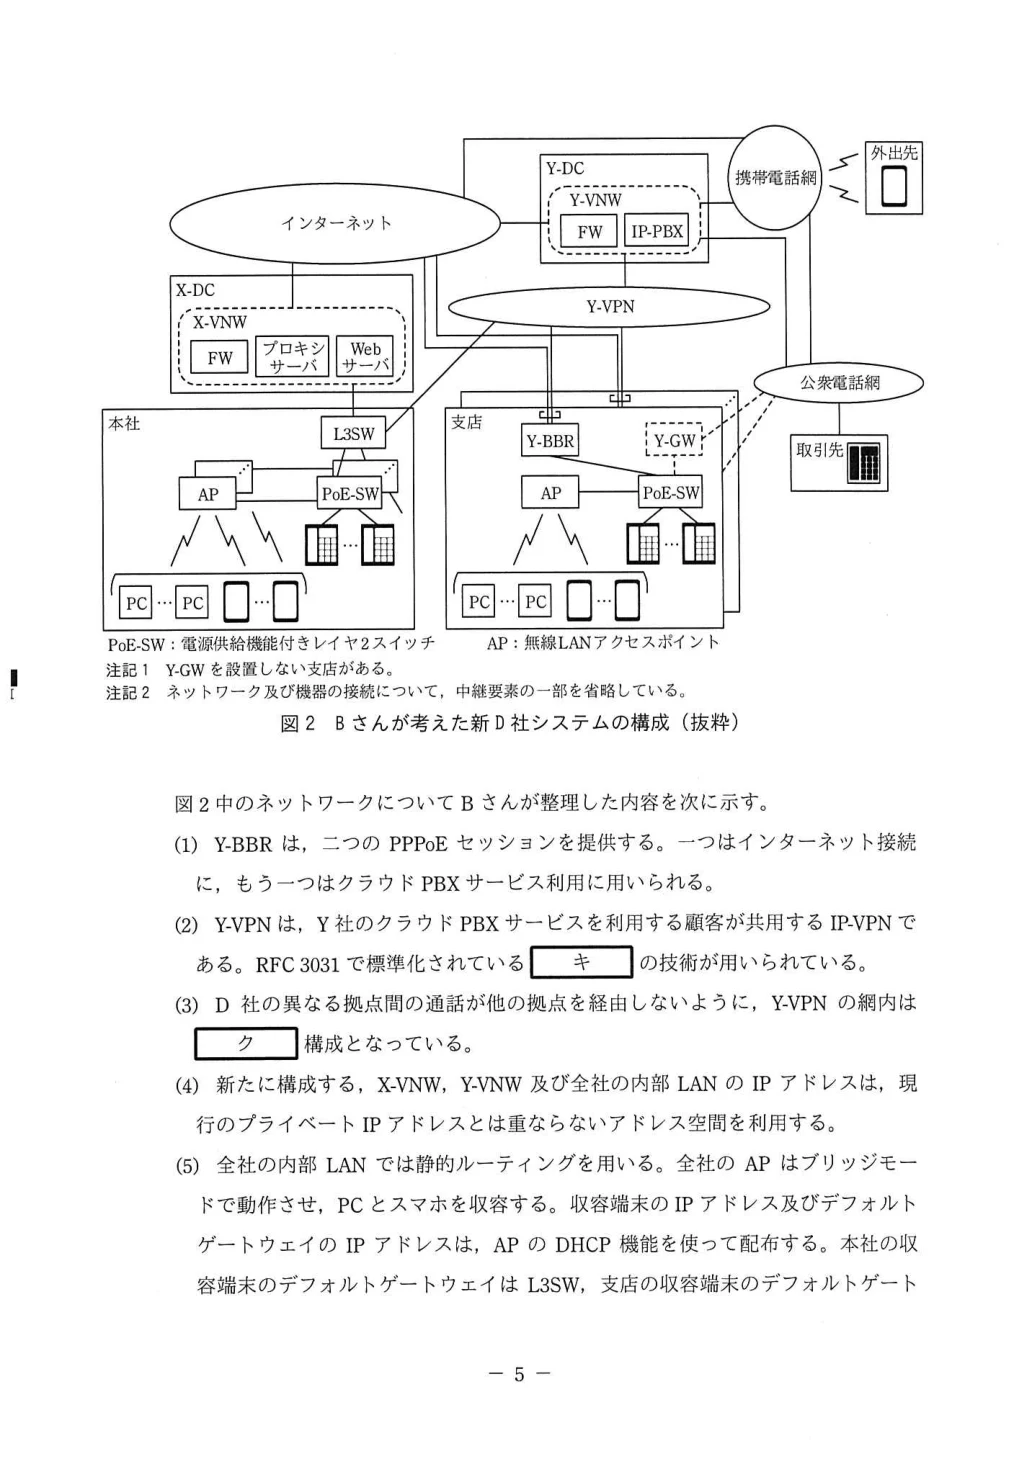 携帯電話網
外出先
Y-DC
Y-VNW
FW
IP-PBX
インターネット
X-DC
X-VNW
FW
プロキシ
サーバ
Web
サーバ
Y-VPN
公衆電話網
本社
L3SW
AP
PoE-SW
…
PC
…
PC
…
支店
Y-BBR
Y-GW
AP
PoE-SW
…
PC
…
PC
…
取引先
PoE-SW：電源供給機能付きレイヤ2スイッチ
AP：無線LANアクセスポイント
注記1 Y-GWを設置しない支店がある。
注記2 ネットワーク及び機器の接続について，中継要素の一部を省略している。
図2 Bさんが考えた新D社システムの構成（抜粋）
図2中のネットワークについてBさんが整理した内容を次に示す。
(1) Y-BBRは，二つのPPPoEセッションを提供する。一つはインターネット接続
に，もう一つはクラウドPBXサービス利用に用いられる。
(2) Y-VPNは，Y社のクラウドPBXサービスを利用する顧客が共用するIP-VPNで
ある。RFC 3031で標準化されている キ の技術が用いられている。
(3) D社の異なる拠点間の通話が他の拠点を経由しないように，Y-VPNの網内は
ク 構成となっている。
(4) 新たに構成する，X-VNW，Y-VNW及び全社の内部LANのIPアドレスは，現
行のプライベートIPアドレスとは重ならないアドレス空間を利用する。
(5) 全社の内部LANでは静的ルーティングを用いる。全社のAPはブリッジモー
ドで動作させ，PCとスマホを収容する。収容端末のIPアドレス及びデフォルト
ゲートウェイのIPアドレスは，APのDHCP機能を使って配布する。本社の収
容端末のデフォルトゲートウェイはL3SW，支店の収容端末のデフォルトゲート
－ 5 －